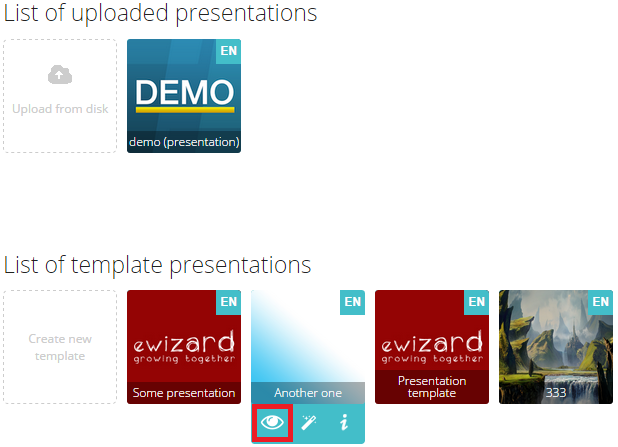 List of uploaded presentations
Upload from disk
EN
DEMO
demo (presentation)
List of template presentations
Create new
template
EN
ewizard
growing together
Some presentation
EN
Another one
EN
ewizard
growing together
Presentation
template
EN
333